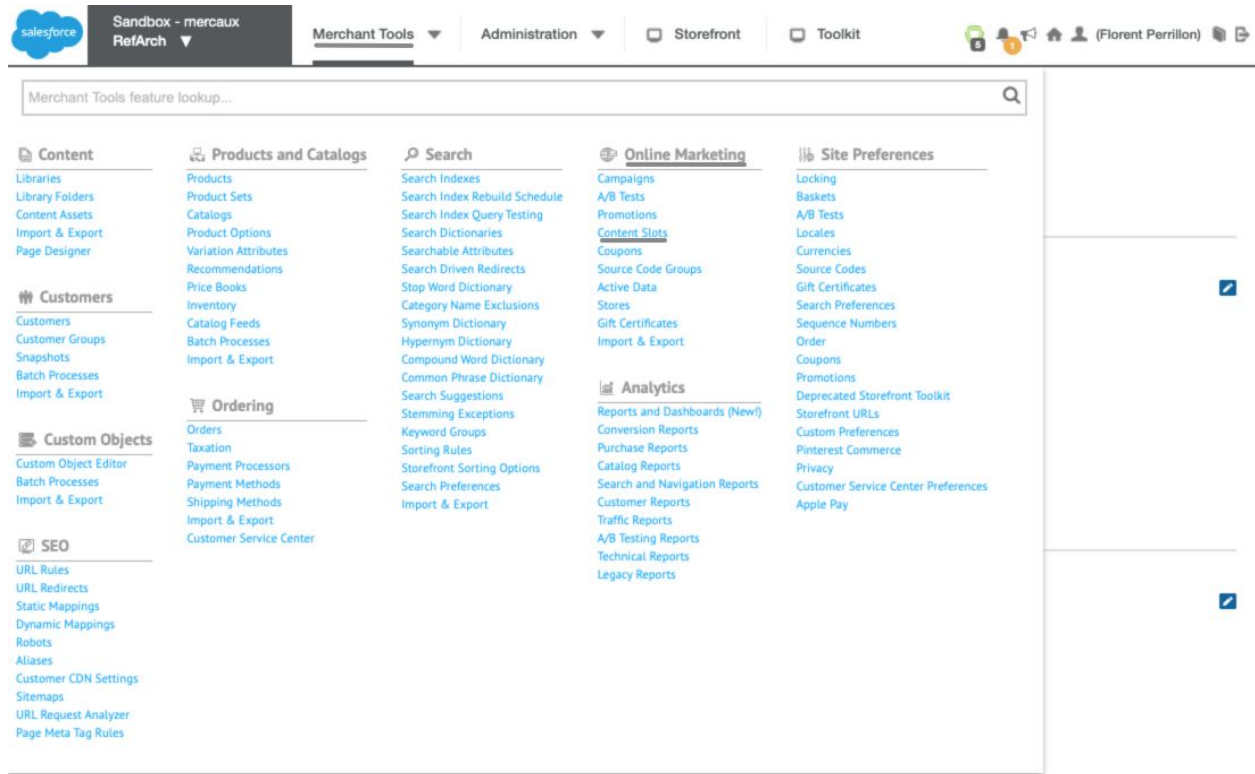 salesforce
Sandbox - mercaux
RefArch ▼
Merchant Tools
Administration
Storefront
Toolkit
5
1
(Florent Perrillon)
Merchant Tools feature lookup...
Content
Libraries
Library Folders
Content Assets
Import & Export
Page Designer
Customers
Customers
Customer Groups
Snapshots
Batch Processes
Import & Export
Custom Objects
Custom Object Editor
Batch Processes
Import & Export
SEO
URL Rules
URL Redirects
Static Mappings
Dynamic Mappings
Robots
Aliases
Customer CDN Settings
Sitemaps
URL Request Analyzer
Page Meta Tag Rules
Products and Catalogs
Products
Product Sets
Catalogs
Product Options
Variation Attributes
Recommendations
Price Books
Inventory
Catalog Feeds
Batch Processes
Import & Export
Ordering
Orders
Taxation
Payment Processors
Payment Methods
Shipping Methods
Import & Export
Customer Service Center
Search
Search Indexes
Search Index Rebuild Schedule
Search Index Query Testing
Search Dictionaries
Searchable Attributes
Search Driven Redirects
Stop Word Dictionary
Category Name Exclusions
Synonym Dictionary
Hypernym Dictionary
Compound Word Dictionary
Common Phrase Dictionary
Search Suggestions
Stemming Exceptions
Keyword Groups
Sorting Rules
Storefront Sorting Options
Search Preferences
Import & Export
Online Marketing
Campaigns
A/B Tests
Promotions
Content Slots
Coupons
Source Code Groups
Active Data
Stores
Gift Certificates
Import & Export
Analytics
Reports and Dashboards (New!)
Conversion Reports
Purchase Reports
Catalog Reports
Search and Navigation Reports
Customer Reports
Traffic Reports
A/B Testing Reports
Technical Reports
Legacy Reports
Site Preferences
Locking
Baskets
A/B Tests
Locales
Currencies
Source Codes
Gift Certificates
Search Preferences
Sequence Numbers
Order
Coupons
Promotions
Deprecated Storefront Toolkit
Storefront URLs
Custom Preferences
Pinterest Commerce
Privacy
Customer Service Center Preferences
Apple Pay